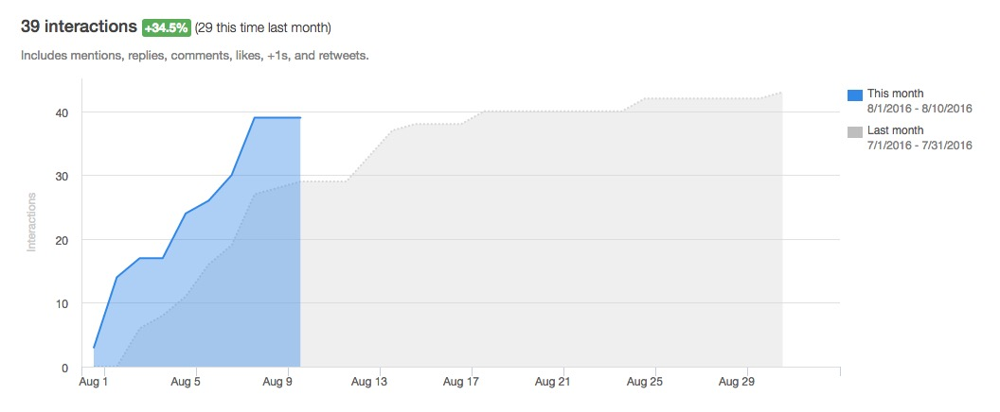 39 interactions +34.5% (29 this time last month)
Includes mentions, replies, comments, likes, +1s, and retweets.
This month
8/1/2016 - 8/10/2016
Last month
7/1/2016 - 7/31/2016
Interactions
40
30
20
10
0
Aug 1 Aug 5 Aug 9 Aug 13 Aug 17 Aug 21 Aug 25 Aug 29